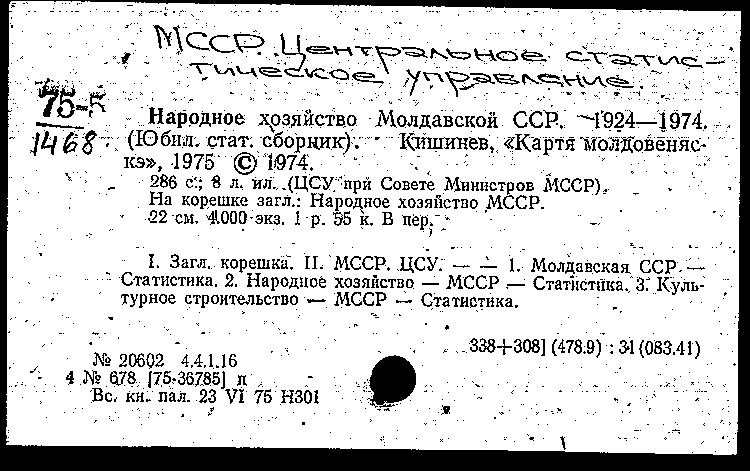 МССР. Центральное статис-
тическое управление.
75-5
1468
Народное хозяйство Молдавской ССР. 1924—1974.
(Юбил. стат. сборник). Кишинев, «Картя молдовеняс-
кэ», 1975 © 1974.
286 с.; 8 л. ил. (ЦСУ при Совете Министров МССР).
На корешке загл.: Народное хозяйство МССР.
22 см. 4.000 экз. 1 р. 55 к. В пер.
I. Загл. корешка. II. МССР. ЦСУ. — — 1. Молдавская ССР —
Статистика. 2. Народное хозяйство — МССР — Статистика. 3. Куль-
турное строительство — МССР — Статистика.
338+308] (478.9) : 31 (083.41)
№ 20602 4.4.1.16
4 № 678 [75-36785] п
Вс. кн. пал. 23 VI 75 Н301